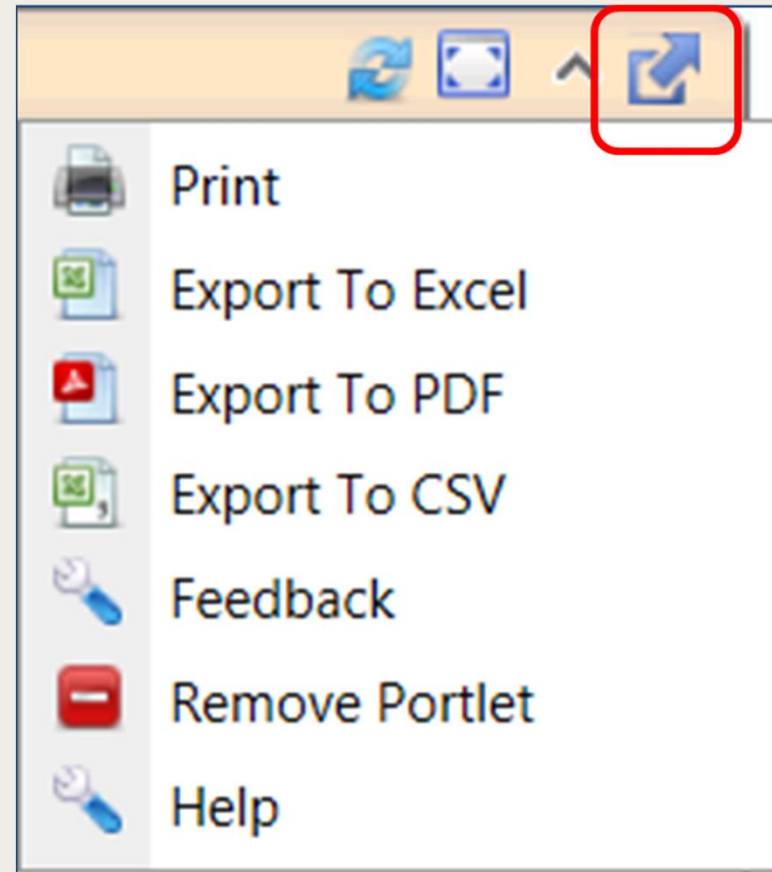 Print
Export To Excel
Export To PDF
Export To CSV
Feedback
Remove Portlet
Help